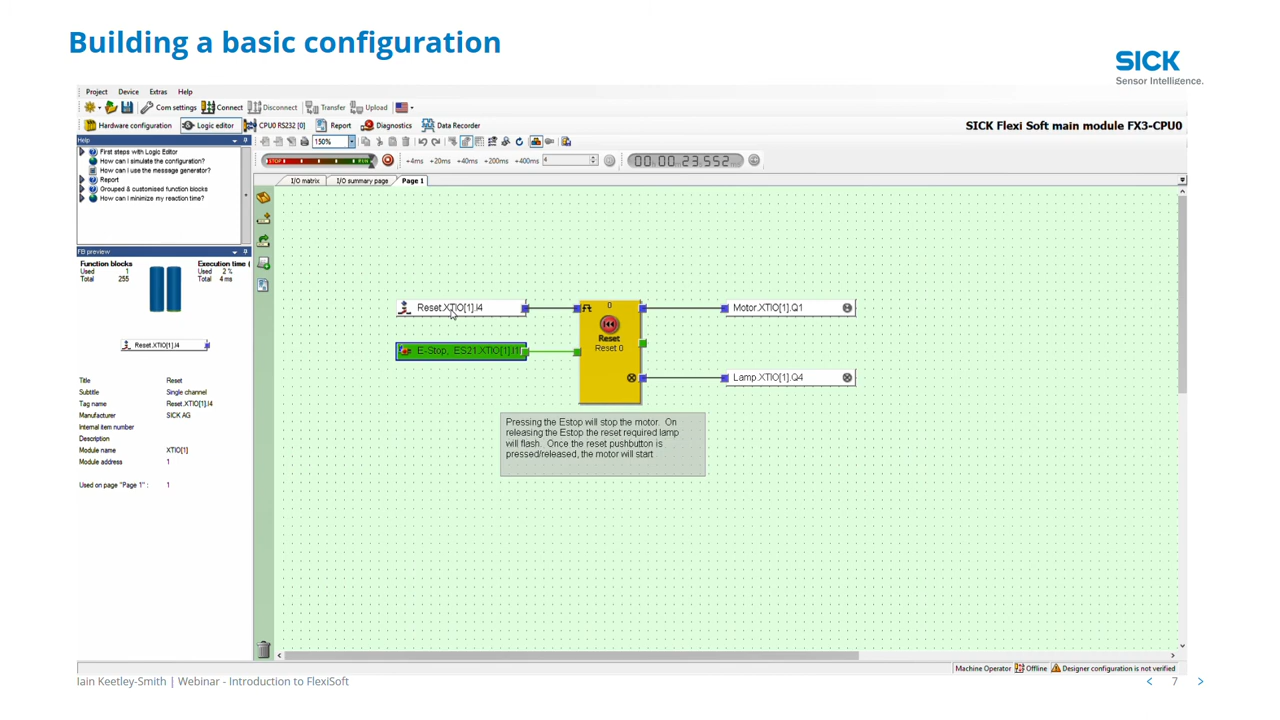 Building a basic configuration
SICK
Sensor Intelligence.
Project Device Extras Help
Com settings Connect Disconnect Transfer Upload
Hardware configuration Logic editor CPU0 RS232 [0] Report Diagnostics Data Recorder
SICK Flexi Soft main module FX3-CPU0
Help
150%
First steps with Logic Editor
How can I simulate the configuration?
How can I use the message generator?
Report
Grouped & customised function blocks
How can I minimize my reaction time?
STOP RUN +4ms +20ms +40ms +200ms +400ms 4 00:00:23.552
I/O matrix I/O summary page Page 1
FB preview
Function blocks
Used 1
Total 255
Execution time (
Used 2 %
Total 4 ms
Reset.XTIO[1].I4
Title Reset
Subtitle Single channel
Tag name Reset.XTIO[1].I4
Manufacturer SICK AG
Internal item number
Description
Module name XTIO[1]
Module address 1
Used on page "Page 1" : 1
Reset.XTIO[1].I4
E-Stop, ES21.XTIO[1].I1
0
Reset
Reset 0
Motor.XTIO[1].Q1
Lamp.XTIO[1].Q4
Pressing the Estop will stop the motor. On
releasing the Estop the reset required lamp
will flash. Once the reset pushbutton is
pressed/released, the motor will start
Machine Operator Offline Designer configuration is not verified
Iain Keetley-Smith | Webinar - Introduction to FlexiSoft
< 7 >